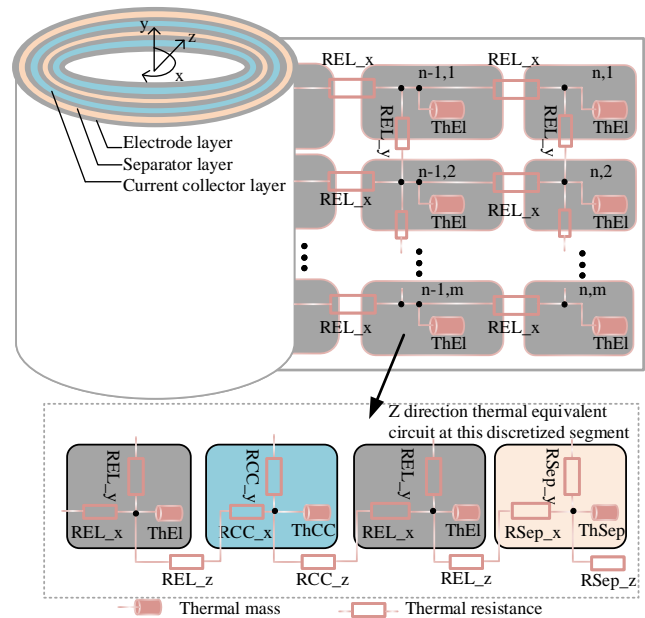 y
z
x
Electrode layer
Separator layer
Current collector layer
REL_x
REL_x
n-1,1
n,1
ThEl
ThEl
REL_y
REL_y
n-1,2
n,2
ThEl
ThEl
REL_x
REL_x
n-1,m
n,m
ThEl
ThEl
REL_x
REL_x
Z direction thermal equivalent
circuit at this discretized segment
REL_y
RCC_y
REL_y
RSep_y
REL_x
ThEl
RCC_x
ThCC
REL_x
ThEl
RSep_x
ThSep
REL_z
RCC_z
REL_z
RSep_z
Thermal mass
Thermal resistance